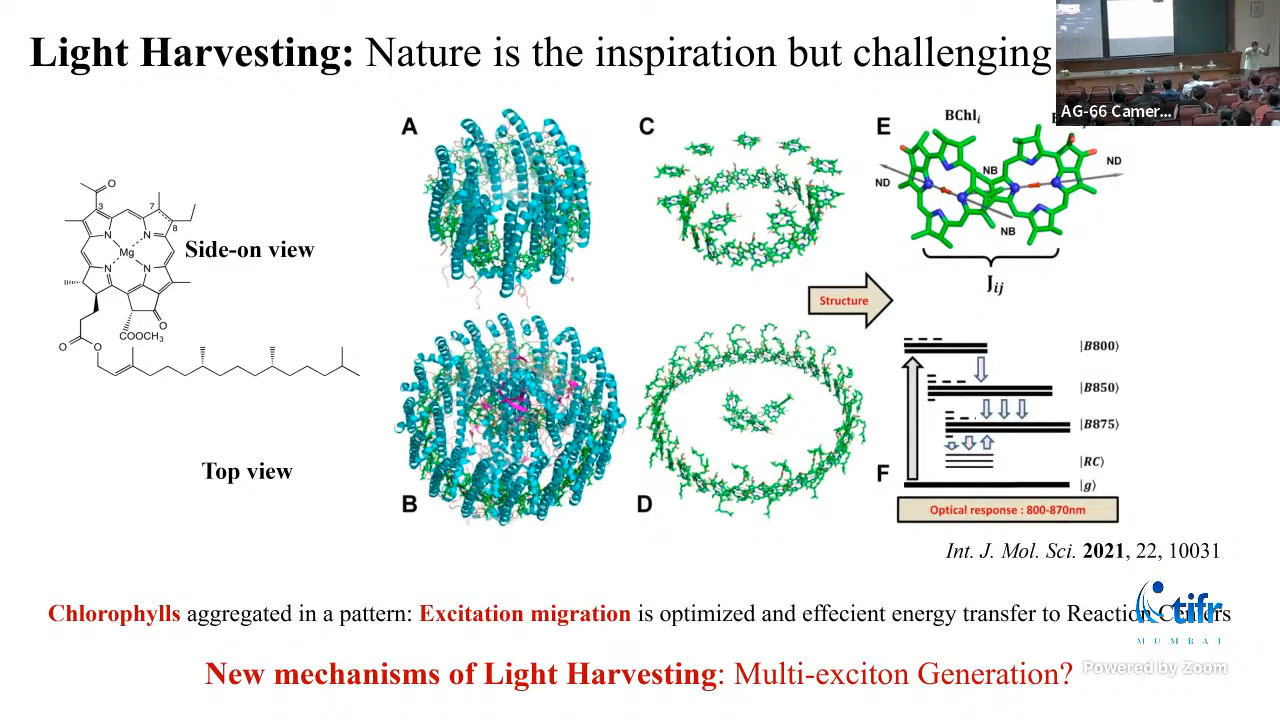 Light Harvesting: Nature is the inspiration but challenging
AG-66 Camer...
A
C
E
BChl𝑖
ND
NB
NB
ND
J𝑖𝑗
O
3
7
8
N
N
Mg
N
N
O
O
O
COOCH3
Side-on view
Structure
|B800⟩
|B850⟩
|B875⟩
|RC⟩
|g⟩
Top view
B
D
F
Optical response : 800-870nm
Int. J. Mol. Sci. 2021, 22, 10031
Chlorophylls aggregated in a pattern: Excitation migration is optimized and effecient energy transfer to Reaction Centers
tifr
MUMBAI
New mechanisms of Light Harvesting: Multi-exciton Generation?
Powered by Zoom